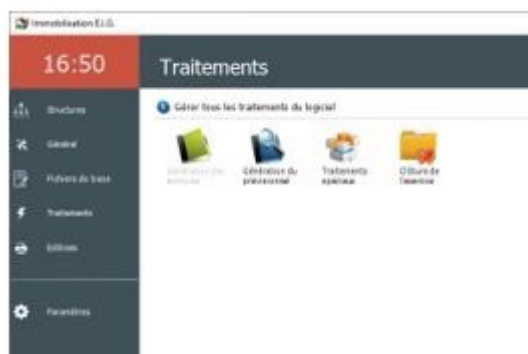 Immobilisation E.I.G.
16:50
Traitements
Structures
Général
Fichiers de base
Traitements
Editions
Paramètres
Gérer tous les traitements du logiciel
Génération des écritures
Génération du prévisionnel
Traitements spéciaux
Clôture de l'exercice